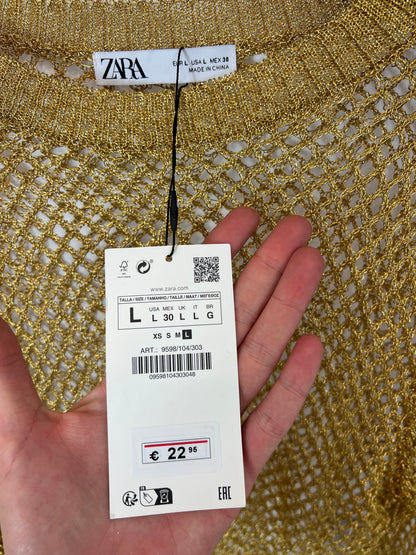 ZARA
EUR L USA L MEX 30
MADE IN CHINA
www.zara.com
TALLA/SIZE/TAMANHO/TAILLE/MAAT/ΜΕΓΕΘΟΣ
L
USA MEX UK IT BR
L 30 L L G
XS S M L
ART.: 9598/104/303
09598104303048
€ 22 95
EAC